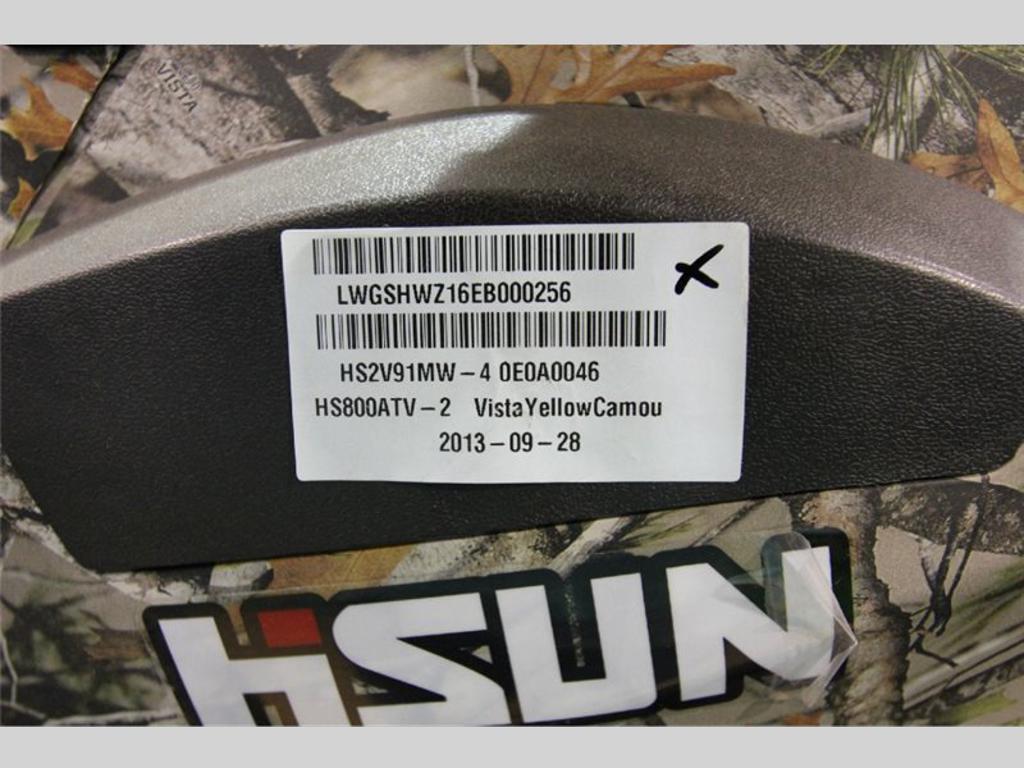 VISTA
LWGSHWZ16EB000256
HS2V91MW-4 0E0A0046
HS800ATV-2 VistaYellowCamou
2013-09-28
HSUN